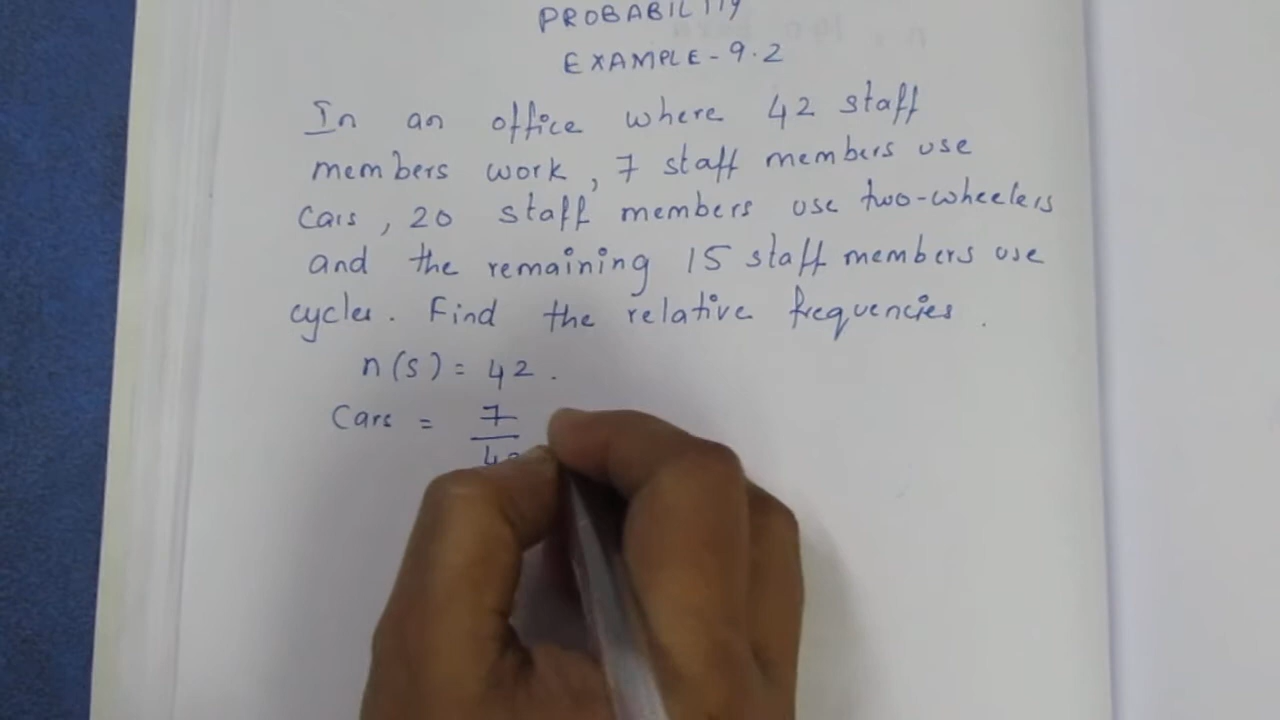 PROBABILITY
EXAMPLE - 9.2
In an office where 42 staff
members work, 7 staff members use
Cars, 20 staff members use two-wheelers
and the remaining 15 staff members use
cycles. Find the relative frequencies.
n(s) = 42.
Cars = 7/42